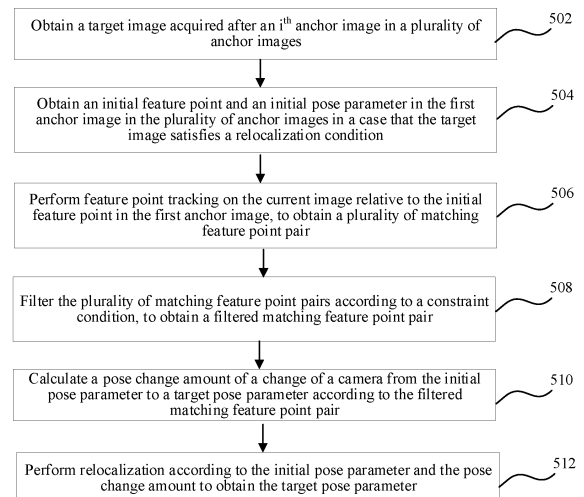 Obtain a target image acquired after an ith anchor image in a plurality of
anchor images
502
Obtain an initial feature point and an initial pose parameter in the first
anchor image in the plurality of anchor images in a case that the target
image satisfies a relocalization condition
504
Perform feature point tracking on the current image relative to the initial
feature point in the first anchor image, to obtain a plurality of matching
feature point pair
506
Filter the plurality of matching feature point pairs according to a constraint
condition, to obtain a filtered matching feature point pair
508
Calculate a pose change amount of a change of a camera from the initial
pose parameter to a target pose parameter according to the filtered
matching feature point pair
510
Perform relocalization according to the initial pose parameter and the pose
change amount to obtain the target pose parameter
512